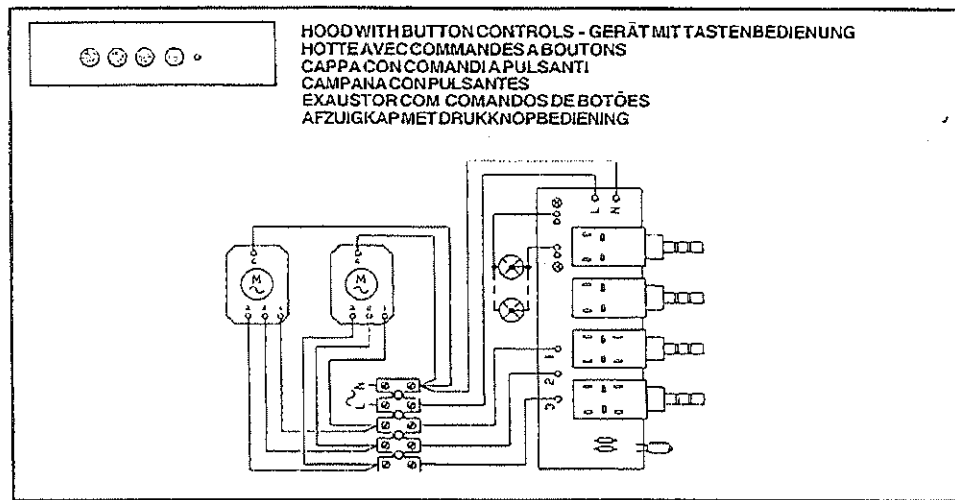 HOOD WITH BUTTON CONTROLS - GERÄT MIT TASTENBEDIENUNG
HOTTE AVEC COMMANDES A BOUTONS
CAPPA CON COMANDI A PULSANTI
CAMPANA CON PULSANTES
EXAUSTOR COM COMANDOS DE BOTÕES
AFZUIGKAP MET DRUKKNOPBEDIENING
L N
M
M
1
2
3
N
L